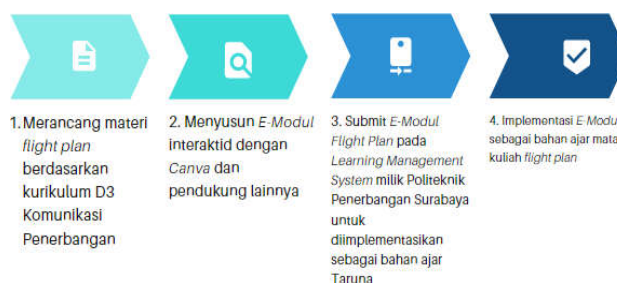 1. Merancang materi
flight plan
berdasarkan
kurikulum D3
Komunikasi
Penerbangan
2. Menyusun E-Modul
interaktid dengan
Canva dan
pendukung lainnya
3. Submit E-Modul
Flight Plan pada
Learning Management
System milik Politeknik
Penerbangan Surabaya
untuk
diimplementasikan
sebagai bahan ajar
Taruna
4. Implementasi E-Modu
sebagai bahan ajar mata
kuliah flight plan